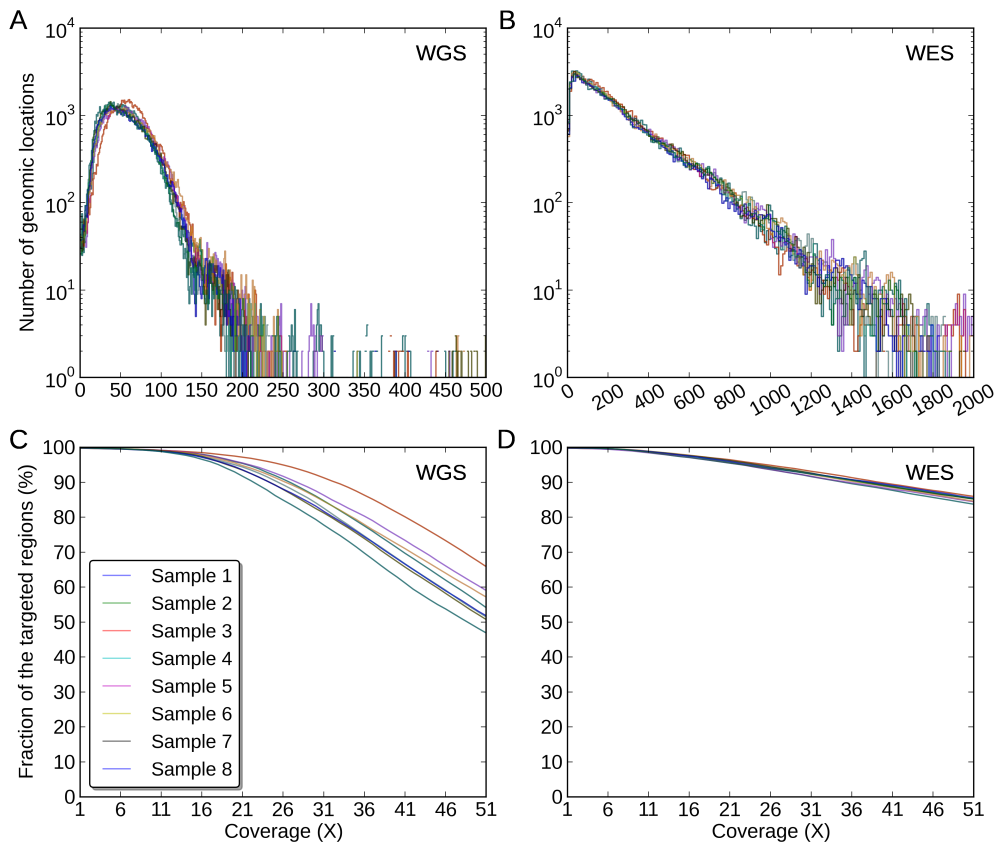 A
B
WGS
WES
Number of genomic locations
10^4
10^3
10^2
10^1
10^0
0 50 100 150 200 250 300 350 400 450 500
10^4
10^3
10^2
10^1
10^0
0 200 400 600 800 1000 1200 1400 1600 1800 2000
C
D
WGS
WES
Fraction of the targeted regions (%)
100
90
80
70
60
50
40
30
20
10
0
Sample 1
Sample 2
Sample 3
Sample 4
Sample 5
Sample 6
Sample 7
Sample 8
1 6 11 16 21 26 31 36 41 46 51
Coverage (X)
100
90
80
70
60
50
40
30
20
10
0
1 6 11 16 21 26 31 36 41 46 51
Coverage (X)